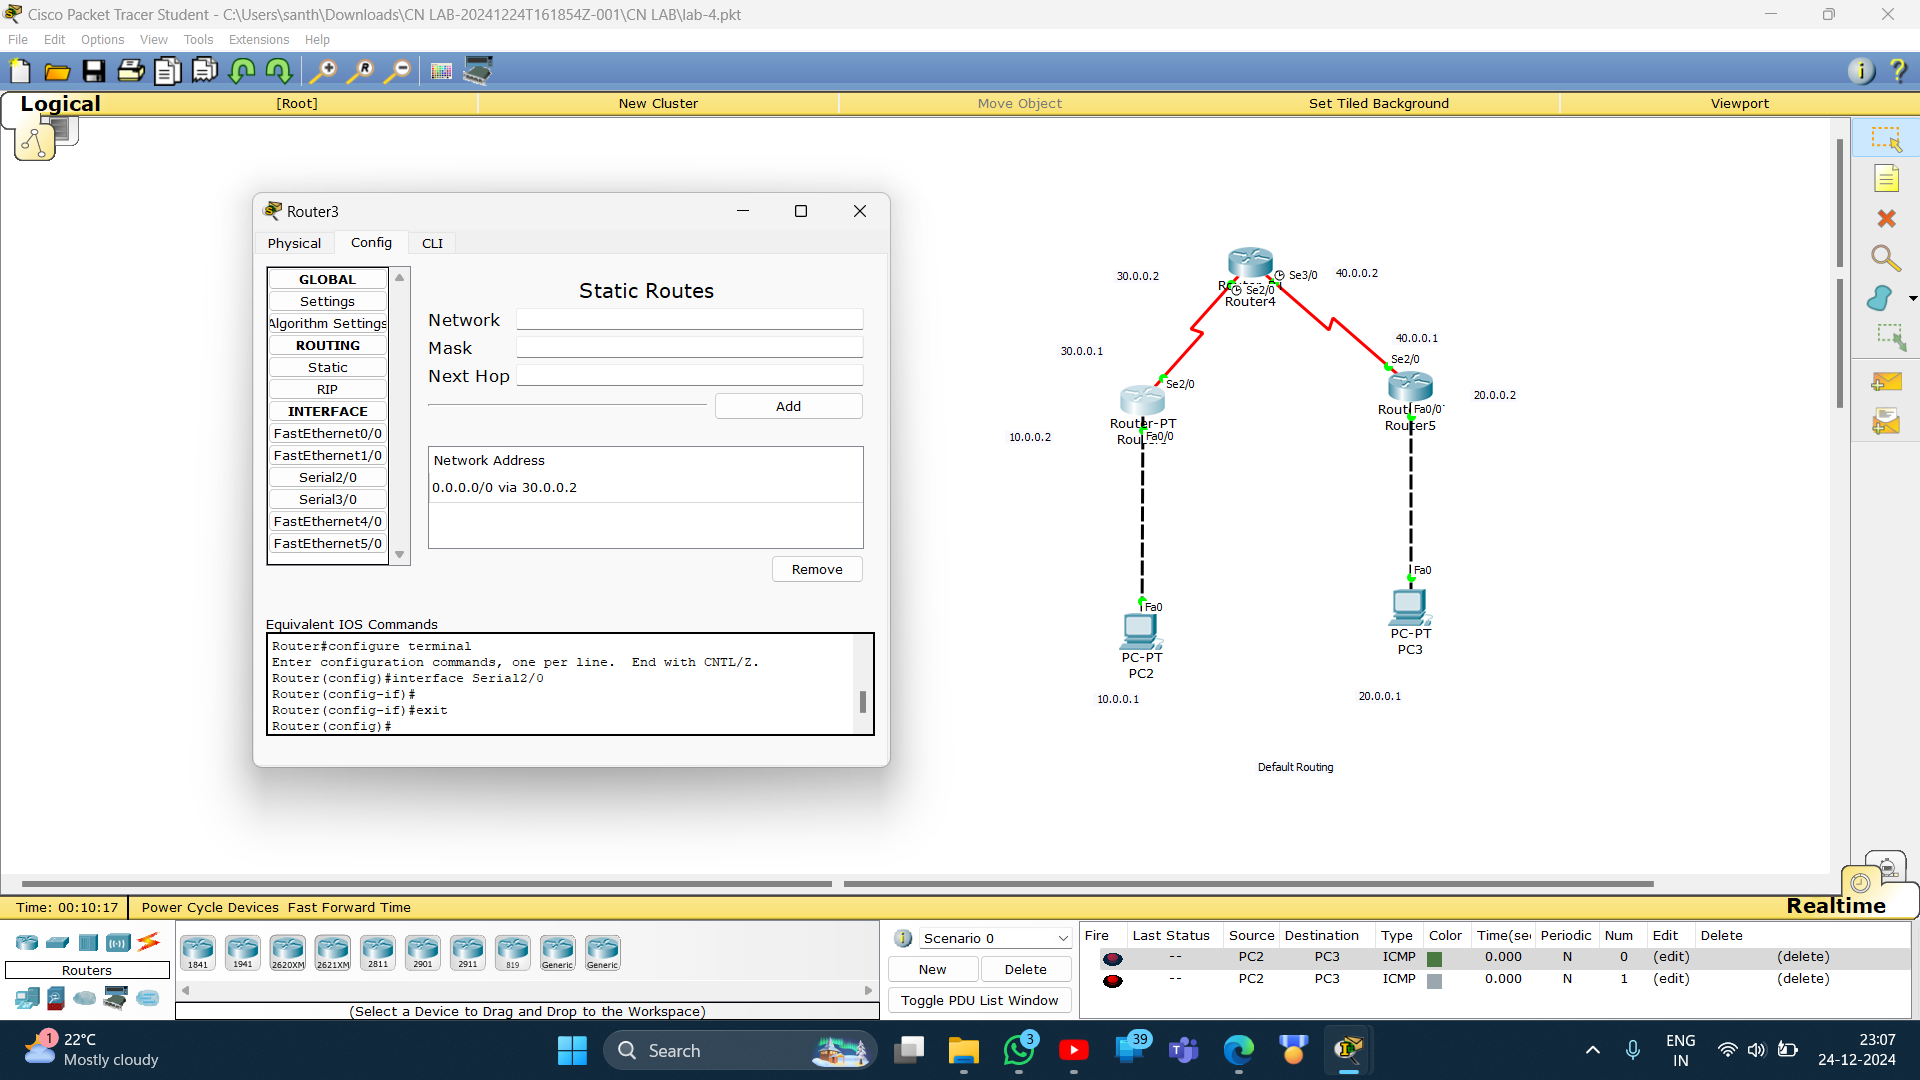 Cisco Packet Tracer Student - C:\Users\santh\Downloads\CN LAB-20241224T161854Z-001\CN LAB\lab-4.pkt
File Edit Options View Tools Extensions Help
Logical [Root] New Cluster Move Object Set Tiled Background Viewport
Router3
Physical Config CLI
GLOBAL
Settings
Algorithm Settings
ROUTING
Static
RIP
INTERFACE
FastEthernet0/0
FastEthernet1/0
Serial2/0
Serial3/0
FastEthernet4/0
FastEthernet5/0
Static Routes
Network
Mask
Next Hop
Add
Network Address
0.0.0.0/0 via 30.0.0.2
Remove
Equivalent IOS Commands
Router#configure terminal
Enter configuration commands, one per line.  End with CNTL/Z.
Router(config)#interface Serial2/0
Router(config-if)#
Router(config-if)#exit
Router(config)#
30.0.0.2
Se3/0
40.0.0.2
Se2/0
Router4
30.0.0.1
40.0.0.1
Se2/0
Se2/0
20.0.0.2
Fa0/0
Router5
Router-PT
10.0.0.2
Fa0/0
Fa0
PC-PT
PC3
Fa0
PC-PT
PC2
10.0.0.1
20.0.0.1
Default Routing
Time: 00:10:17 Power Cycle Devices Fast Forward Time
Realtime
Routers
1841 1941 2620XM 2621XM 2811 2901 2911 819 Generic Generic
(Select a Device to Drag and Drop to the Workspace)
Scenario 0
New Delete
Toggle PDU List Window
Fire Last Status Source Destination Type Color Time(sec Periodic Num Edit Delete
-- PC2 PC3 ICMP 0.000 N 0 (edit) (delete)
-- PC2 PC3 ICMP 0.000 N 1 (edit) (delete)
1
22°C
Mostly cloudy
Search
3
39
ENG
IN
23:07
24-12-2024